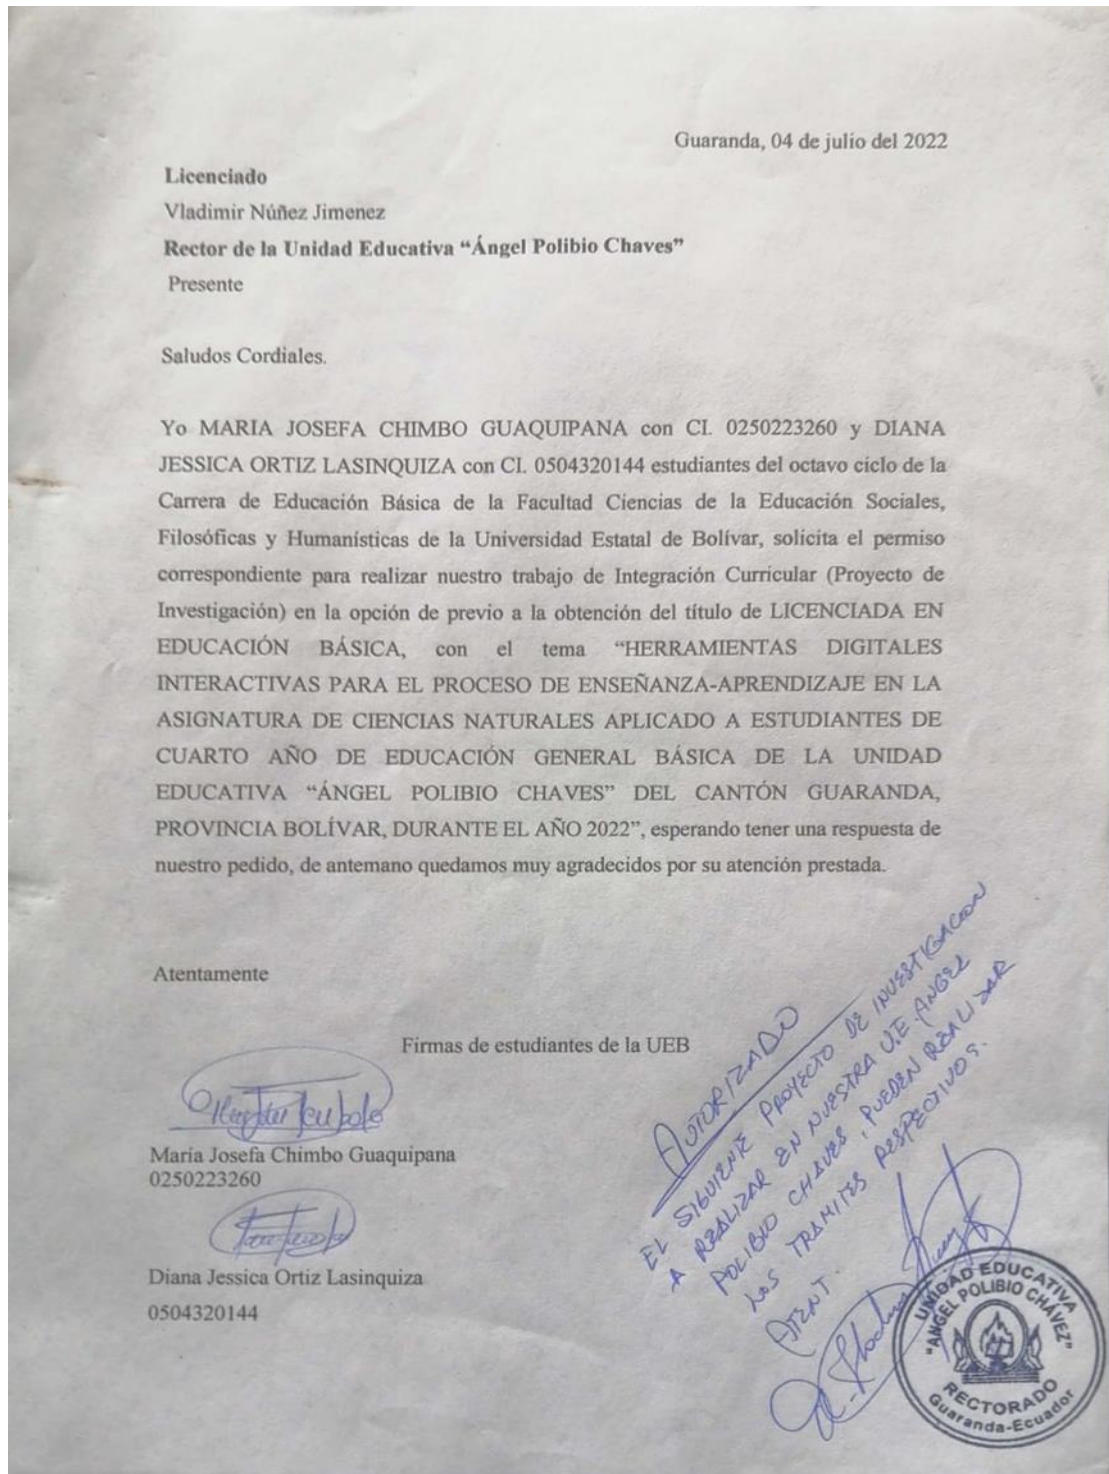 Guaranda, 04 de julio del 2022
Licenciado
Vladimir Núñez Jimenez
Rector de la Unidad Educativa “Ángel Polibio Chaves”
Presente
Saludos Cordiales.
Yo MARIA JOSEFA CHIMBO GUAQUIPANA con CI. 0250223260 y DIANA
JESSICA ORTIZ LASINQUIZA con CI. 0504320144 estudiantes del octavo ciclo de la
Carrera de Educación Básica de la Facultad Ciencias de la Educación Sociales,
Filosóficas y Humanísticas de la Universidad Estatal de Bolívar, solicita el permiso
correspondiente para realizar nuestro trabajo de Integración Curricular (Proyecto de
Investigación) en la opción de previo a la obtención del título de LICENCIADA EN
EDUCACIÓN BÁSICA, con el tema “HERRAMIENTAS DIGITALES
INTERACTIVAS PARA EL PROCESO DE ENSEÑANZA-APRENDIZAJE EN LA
ASIGNATURA DE CIENCIAS NATURALES APLICADO A ESTUDIANTES DE
CUARTO AÑO DE EDUCACIÓN GENERAL BÁSICA DE LA UNIDAD
EDUCATIVA “ÁNGEL POLIBIO CHAVES” DEL CANTÓN GUARANDA,
PROVINCIA BOLÍVAR, DURANTE EL AÑO 2022”, esperando tener una respuesta de
nuestro pedido, de antemano quedamos muy agradecidos por su atención prestada.
Atentamente
Firmas de estudiantes de la UEB
María Josefa Chimbo Guaquipana
0250223260
Diana Jessica Ortiz Lasinquiza
0504320144
AUTORIZADO
EL SIGUIENTE PROYECTO DE INVESTIGACION
A REALIZAR EN NUESTRA U.E. ANGEL
POLIBIO CHAVES, PUEDEN REALIZAR
LOS TRAMITES RESPECTIVOS.
ATENT.
UNIDAD EDUCATIVA
"ANGEL POLIBIO CHÁVEZ"
RECTORADO
Guaranda-Ecuador